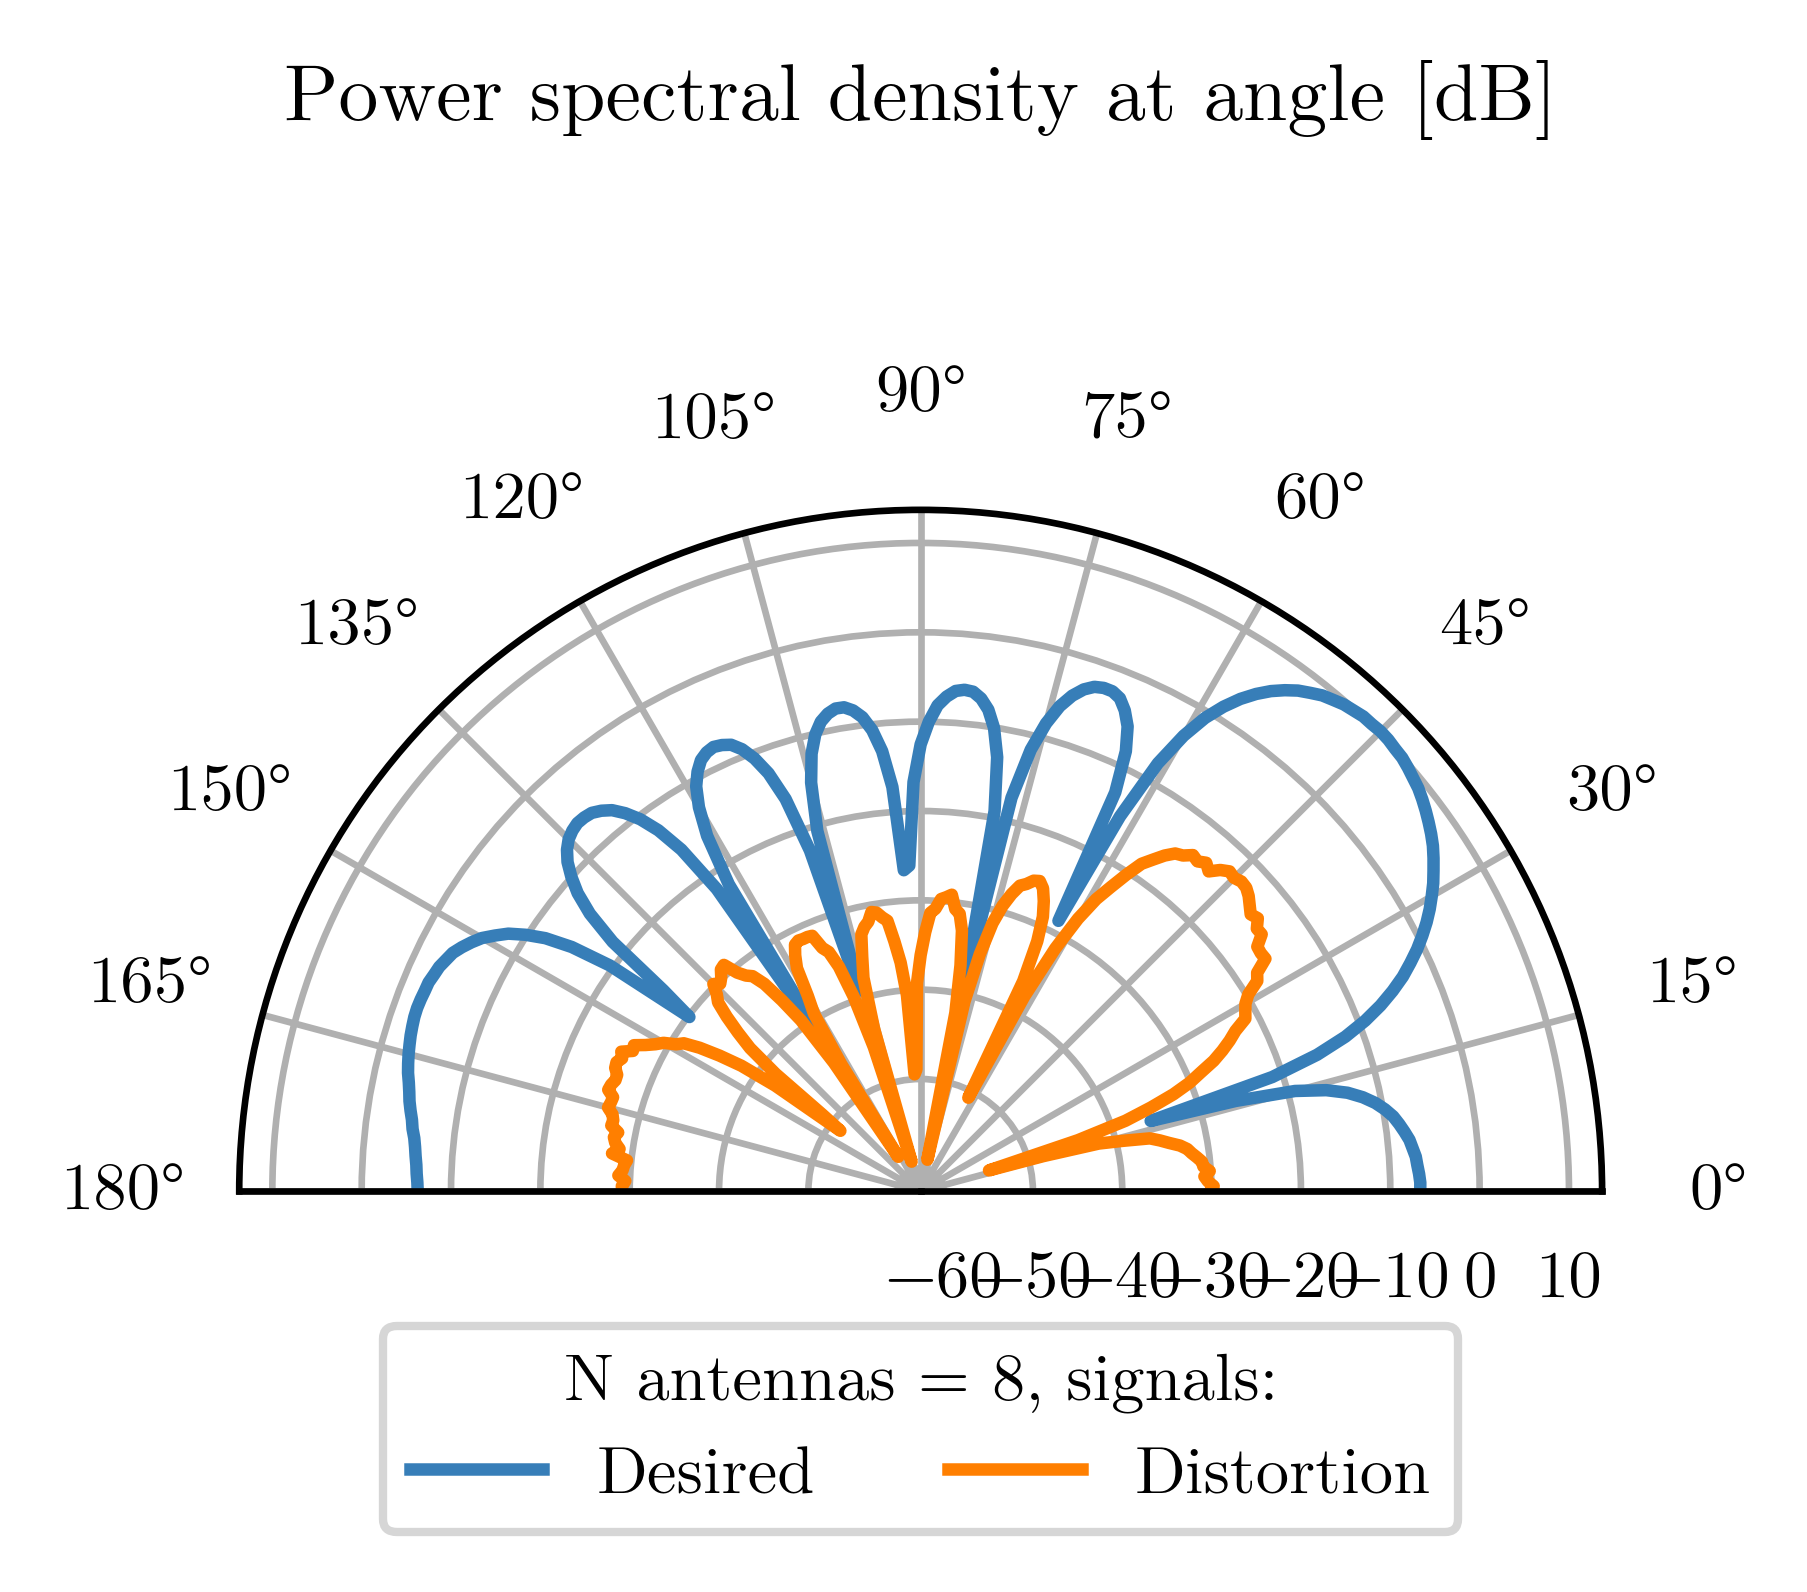 Power spectral density at angle [dB]
90°
105° 75°
120° 60°
135° 45°
150° 30°
165° 15°
180° 0°
−60 −50 −40 −30 −20 −10 0 10
N antennas = 8, signals:
Desired Distortion